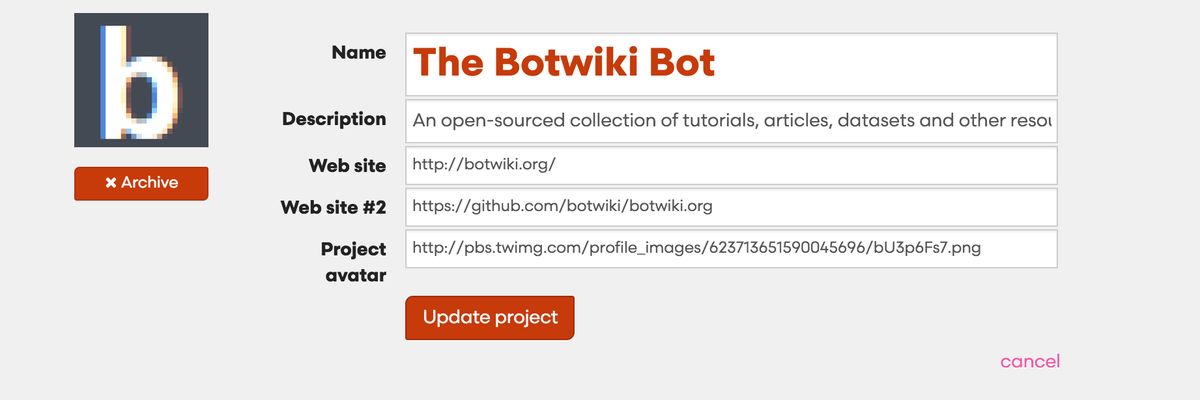 b
✖ Archive
Name
The Botwiki Bot
Description
An open-sourced collection of tutorials, articles, datasets and other
Web site
http://botwiki.org/
Web site #2
https://github.com/botwiki/botwiki.org
Project
avatar
http://pbs.twimg.com/profile_images/623713651590045696/bU3p6Fs7.png
Update project
cancel